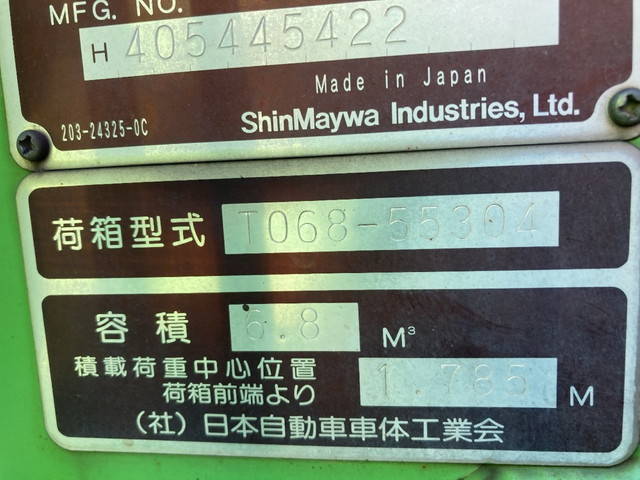 MFG. NO.
H 405445422
Made in Japan
203-24325-0C
ShinMaywa Industries, Ltd.
荷箱型式 T068-55304
容積 6.8 M³
積載荷重中心位置
荷箱前端より 1.785 M
(社)日本自動車車体工業会